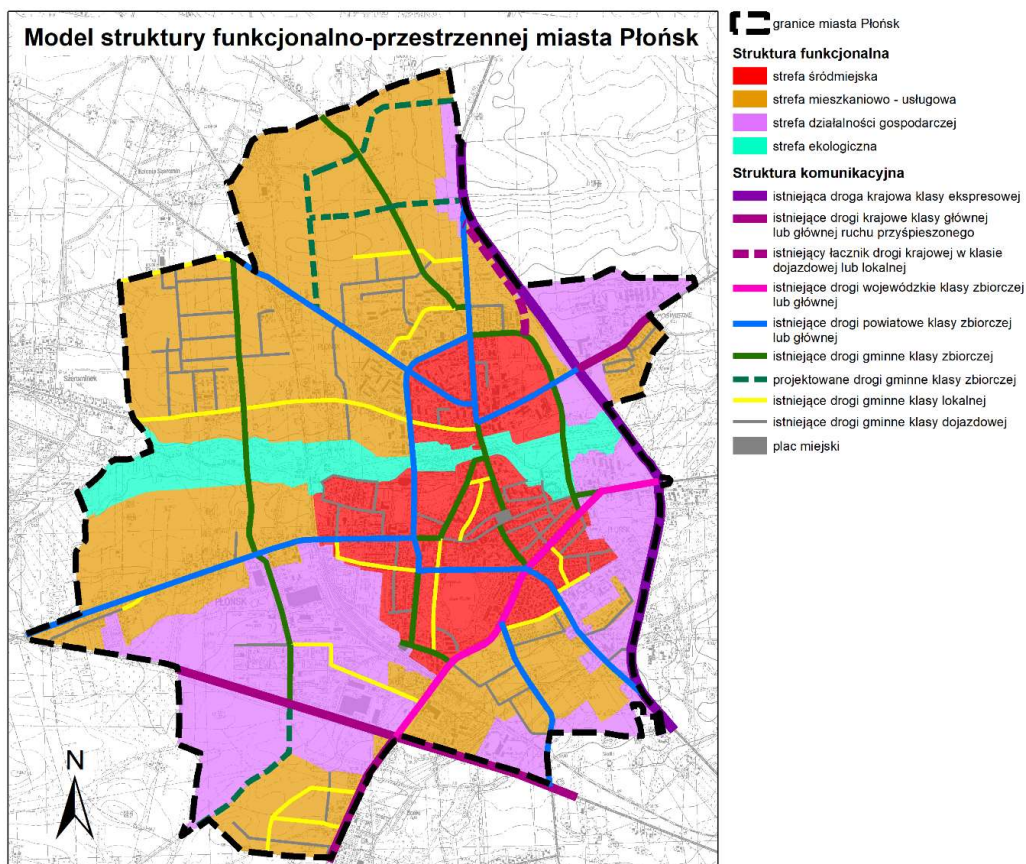 Model struktury funkcjonalno-przestrzennej miasta Płońsk
granice miasta Płońsk
Struktura funkcjonalna
strefa śródmiejska
strefa mieszkaniowo - usługowa
strefa działalności gospodarczej
strefa ekologiczna
Struktura komunikacyjna
istniejąca droga krajowa klasy ekspresowej
istniejące drogi krajowe klasy głównej
lub głównej ruchu przyśpieszonego
istniejący łącznik drogi krajowej w klasie
dojazdowej lub lokalnej
istniejące drogi wojewódzkie klasy zbiorczej
lub głównej
istniejące drogi powiatowe klasy zbiorczej
lub głównej
istniejące drogi gminne klasy zbiorczej
projektowane drogi gminne klasy zbiorczej
istniejące drogi gminne klasy lokalnej
istniejące drogi gminne klasy dojazdowej
plac miejski
PŁOŃSK
N